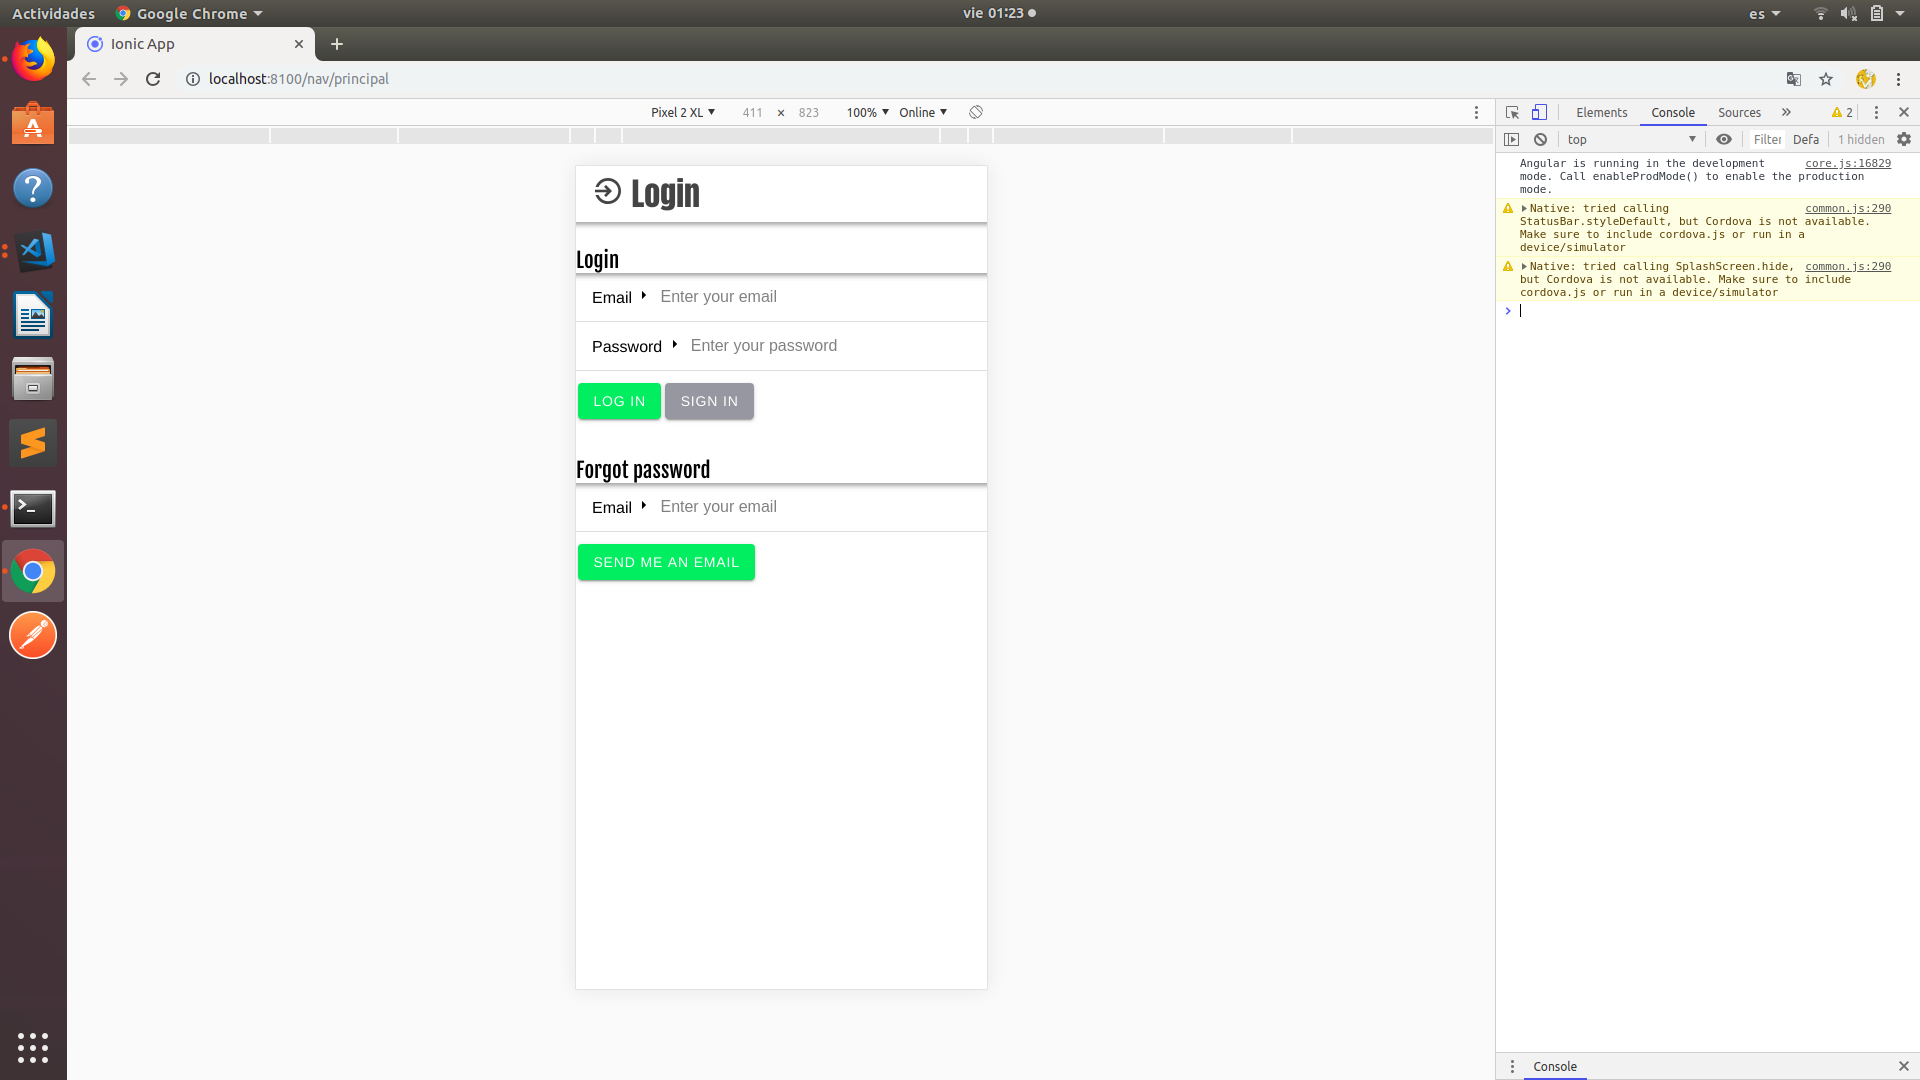 Actividades
Google Chrome
vie 01:23
es
Ionic App
localhost:8100/nav/principal
Pixel 2 XL
411 × 823
100%
Online
Elements
Console
Sources
2
top
Filter
Defa
1 hidden
Angular is running in the development core.js:16829
mode. Call enableProdMode() to enable the production
mode.
Native: tried calling common.js:290
StatusBar.styleDefault, but Cordova is not available.
Make sure to include cordova.js or run in a
device/simulator
Native: tried calling SplashScreen.hide, common.js:290
but Cordova is not available. Make sure to include
cordova.js or run in a device/simulator
Login
Login
Email
Enter your email
Password
Enter your password
LOG IN
SIGN IN
Forgot password
Email
Enter your email
SEND ME AN EMAIL
Console